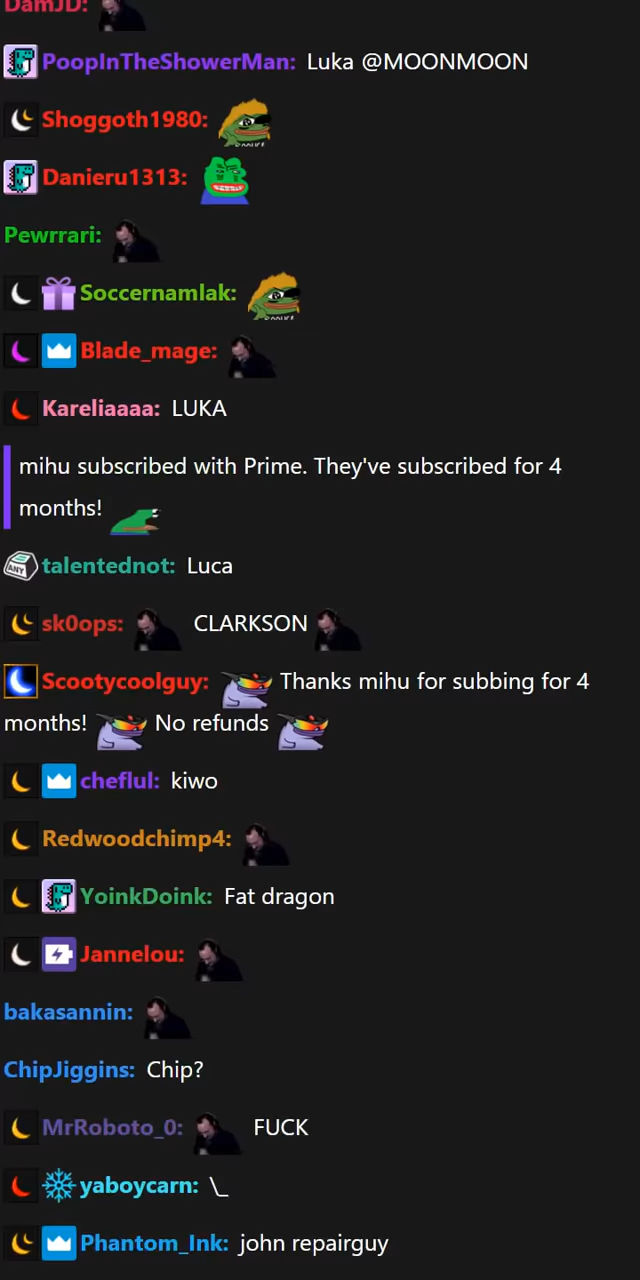 DamJD:
PoopInTheShowerMan: Luka @MOONMOON
Shoggoth1980:
Danieru1313:
Pewrrari:
Soccernamlak:
Blade_mage:
Kareliaaaa: LUKA
mihu subscribed with Prime. They've subscribed for 4
months!
ANY talentednot: Luca
sk0ops: CLARKSON
Scootycoolguy: Thanks mihu for subbing for 4
months! No refunds
cheflul: kiwo
Redwoodchimp4:
YoinkDoink: Fat dragon
Jannelou:
bakasannin:
ChipJiggins: Chip?
MrRoboto_0: FUCK
yaboycarn: \_
Phantom_Ink: john repairguy